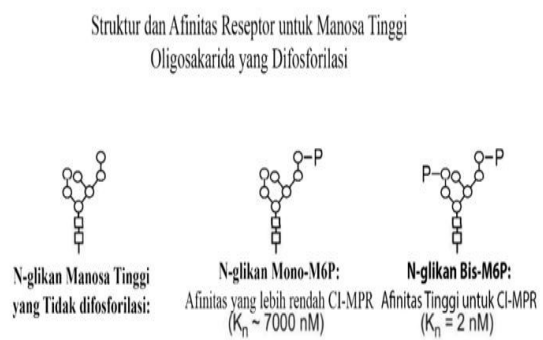 Struktur dan Afinitas Reseptor untuk Manosa Tinggi
Oligosakarida yang Difosforilasi
P
P
P
N-glikan Manosa Tinggi
yang Tidak difosforilasi:
N-glikan Mono-M6P:
Afinitas yang lebih rendah CI-MPR
(Kn ~ 7000 nM)
N-glikan Bis-M6P:
Afinitas Tinggi untuk CI-MPR
(Kn = 2 nM)